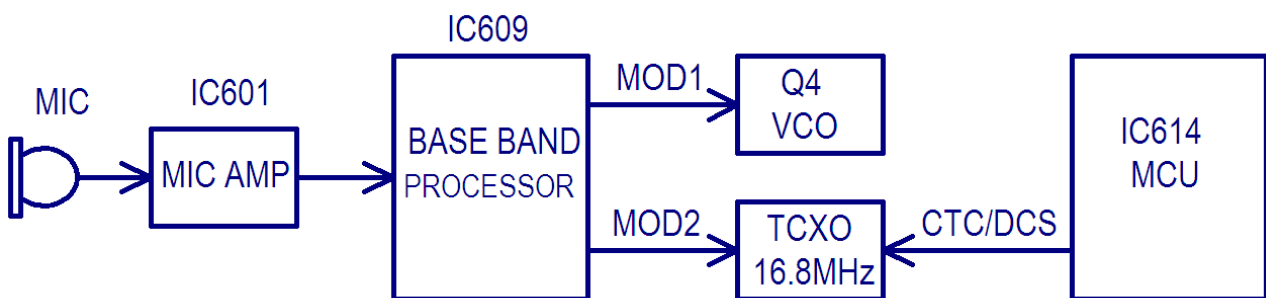 MIC
IC601
MIC AMP
IC609
BASE BAND
PROCESSOR
MOD1
MOD2
Q4
VCO
TCXO
16.8MHz
CTC/DCS
IC614
MCU